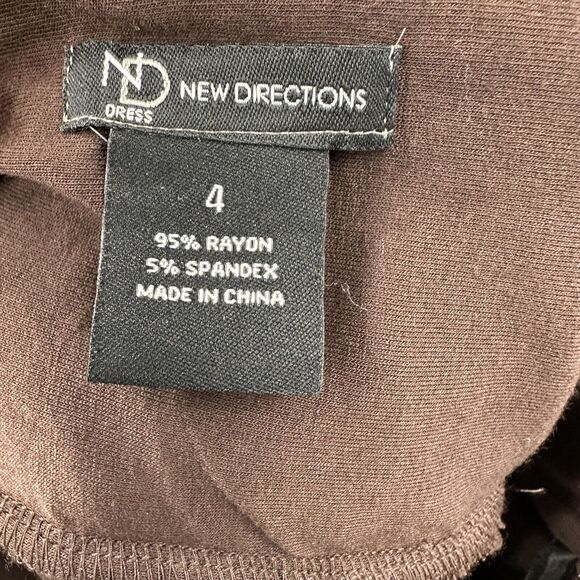 ND NEW DIRECTIONS
DRESS
4
95% RAYON
5% SPANDEX
MADE IN CHINA